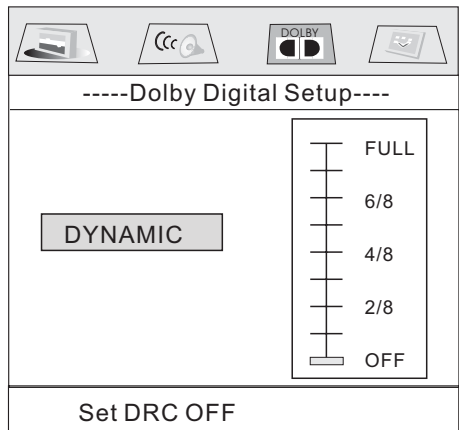 DOLBY
-----Dolby Digital Setup----
DYNAMIC
FULL
6/8
4/8
2/8
OFF
Set DRC OFF